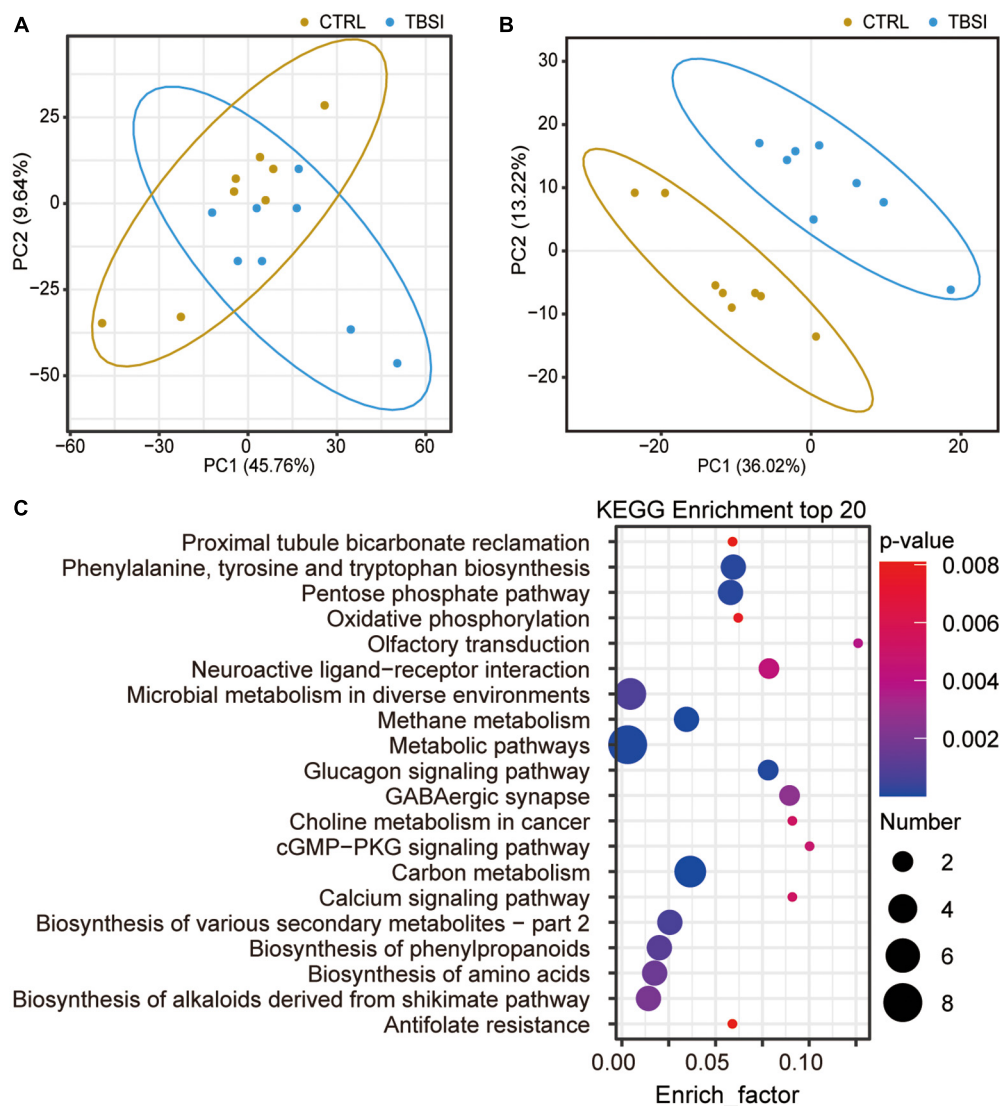 A
CTRL TBSI
PC2 (9.64%)
25
0
−25
−50
−60 −30 0 30 60
PC1 (45.76%)
B
CTRL TBSI
PC2 (13.22%)
30
20
10
0
−10
−20
−20 0 20
PC1 (36.02%)
C
KEGG Enrichment top 20
Proximal tubule bicarbonate reclamation
Phenylalanine, tyrosine and tryptophan biosynthesis
Pentose phosphate pathway
Oxidative phosphorylation
Olfactory transduction
Neuroactive ligand−receptor interaction
Microbial metabolism in diverse environments
Methane metabolism
Metabolic pathways
Glucagon signaling pathway
GABAergic synapse
Choline metabolism in cancer
cGMP−PKG signaling pathway
Carbon metabolism
Calcium signaling pathway
Biosynthesis of various secondary metabolites − part 2
Biosynthesis of phenylpropanoids
Biosynthesis of amino acids
Biosynthesis of alkaloids derived from shikimate pathway
Antifolate resistance
0.00 0.05 0.10
Enrich_factor
p-value
0.008
0.006
0.004
0.002
Number
2
4
6
8